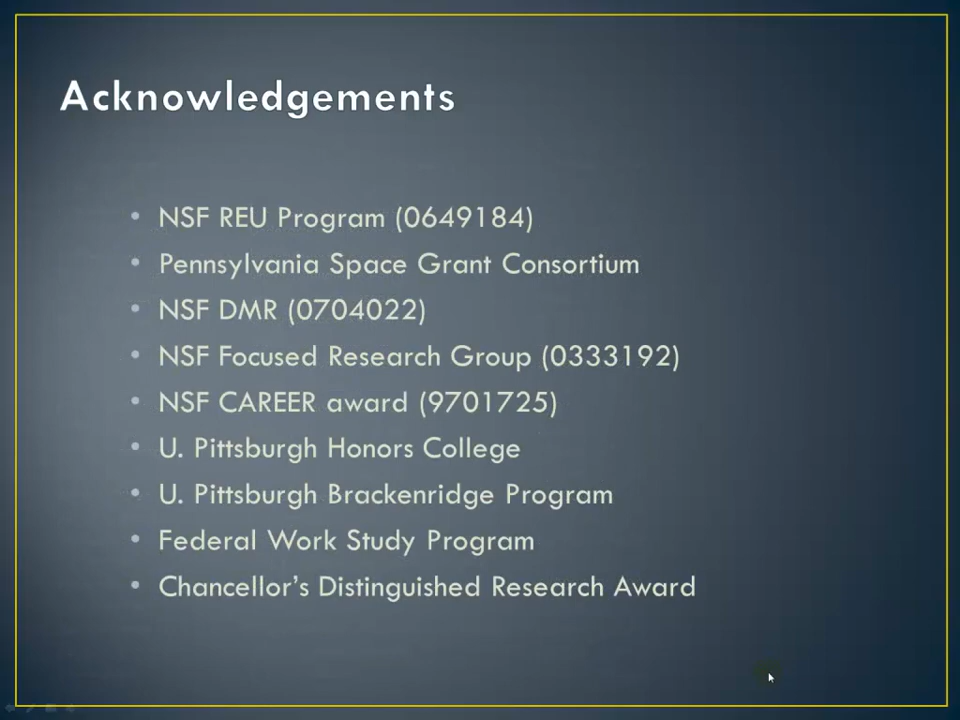 Acknowledgements
• NSF REU Program (0649184)
• Pennsylvania Space Grant Consortium
• NSF DMR (0704022)
• NSF Focused Research Group (0333192)
• NSF CAREER award (9701725)
• U. Pittsburgh Honors College
• U. Pittsburgh Brackenridge Program
• Federal Work Study Program
• Chancellor’s Distinguished Research Award